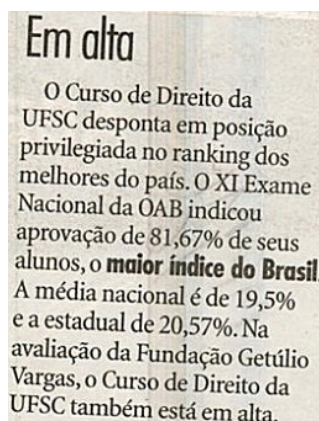 Em alta
O Curso de Direito da
UFSC desponta em posição
privilegiada no ranking dos
melhores do país. O XI Exame
Nacional da OAB indicou
aprovação de 81,67% de seus
alunos, o maior índice do Brasil.
A média nacional é de 19,5%
e a estadual de 20,57%. Na
avaliação da Fundação Getúlio
Vargas, o Curso de Direito da
UFSC também está em alta.